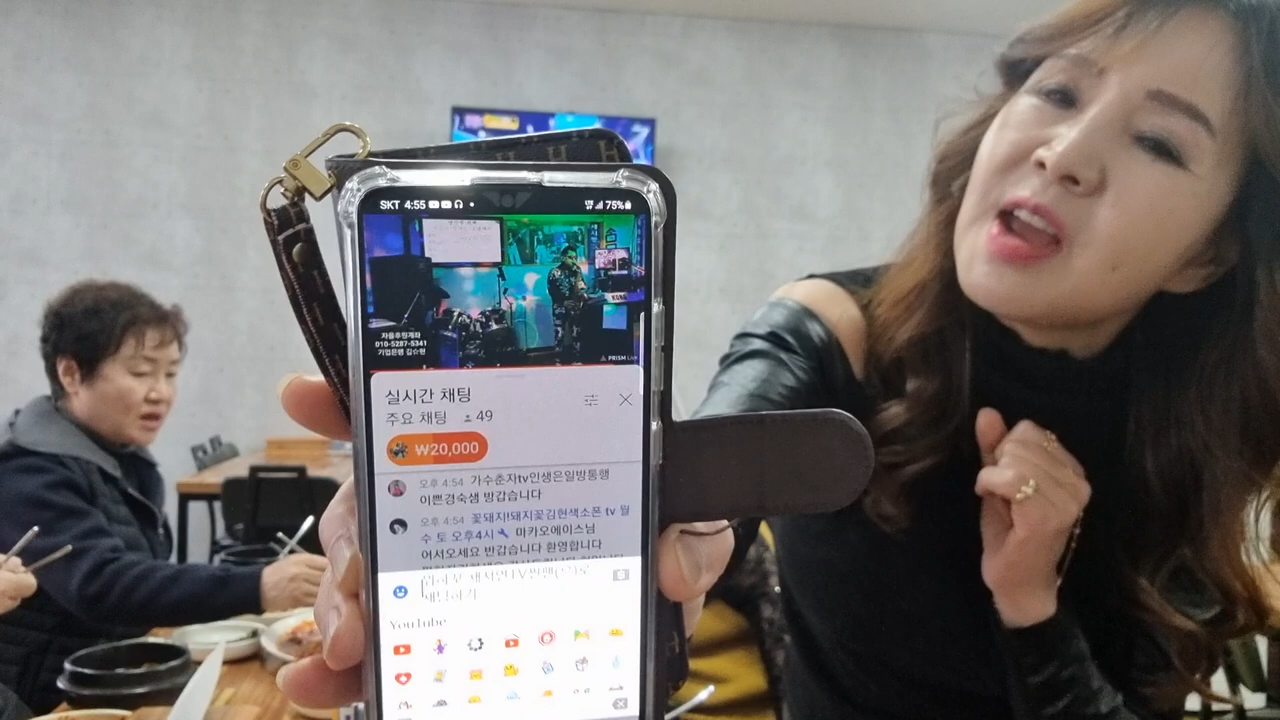 SKT 4:55
75%
KORG
자율후원계좌
010-5287-5341
기업은행 김☆현
PRISM Live
실시간 채팅
주요 채팅 49
₩20,000
오후 4:54 가수춘자tv인생은일방통행
이쁜경숙샘 방갑습니다
오후 4:54 꽃돼지!돼지꽃김현색소폰 tv 월
수 토 오후4시 마카오에이스님
어서오세요 반갑습니다 환영합니다
채팅하기
YouTube